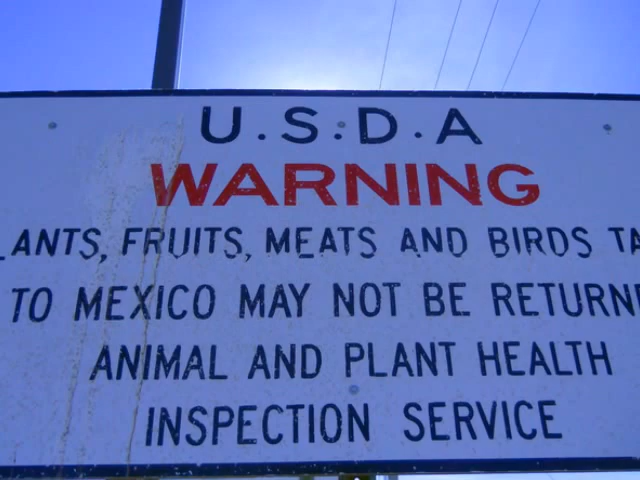 U.S.D.A
WARNING
LANTS, FRUITS, MEATS AND BIRDS TA
TO MEXICO MAY NOT BE RETURNE
ANIMAL AND PLANT HEALTH
INSPECTION SERVICE